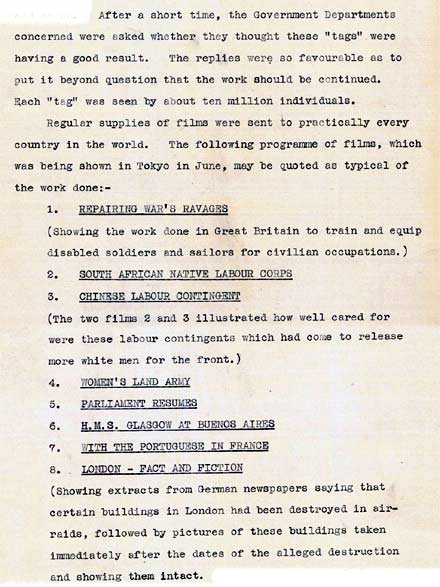 After a short time, the Government Departments
concerned were asked whether they thought these "tags" were
having a good result. The replies were so favourable as to
put it beyond question that the work should be continued.
Each "tag" was seen by about ten million individuals.
Regular supplies of films were sent to practically every
country in the world. The following programme of films, which
was being shown in Tokyo in June, may be quoted as typical of
the work done:-
1. REPAIRING WAR'S RAVAGES
(Showing the work done in Great Britain to train and equip
disabled soldiers and sailors for civilian occupations.)
2. SOUTH AFRICAN NATIVE LABOUR CORPS
3. CHINESE LABOUR CONTINGENT
(The two films 2 and 3 illustrated how well cared for
were these labour contingents which had come to release
more white men for the front.)
4. WOMEN'S LAND ARMY
5. PARLIAMENT RESUMES
6. H.M.S. GLASGOW AT BUENOS AIRES
7. WITH THE PORTUGUESE IN FRANCE
8. LONDON - FACT AND FICTION
(Showing extracts from German newspapers saying that
certain buildings in London had been destroyed in air-
raids, followed by pictures of these buildings taken
immediately after the dates of the alleged destruction
and showing them intact.